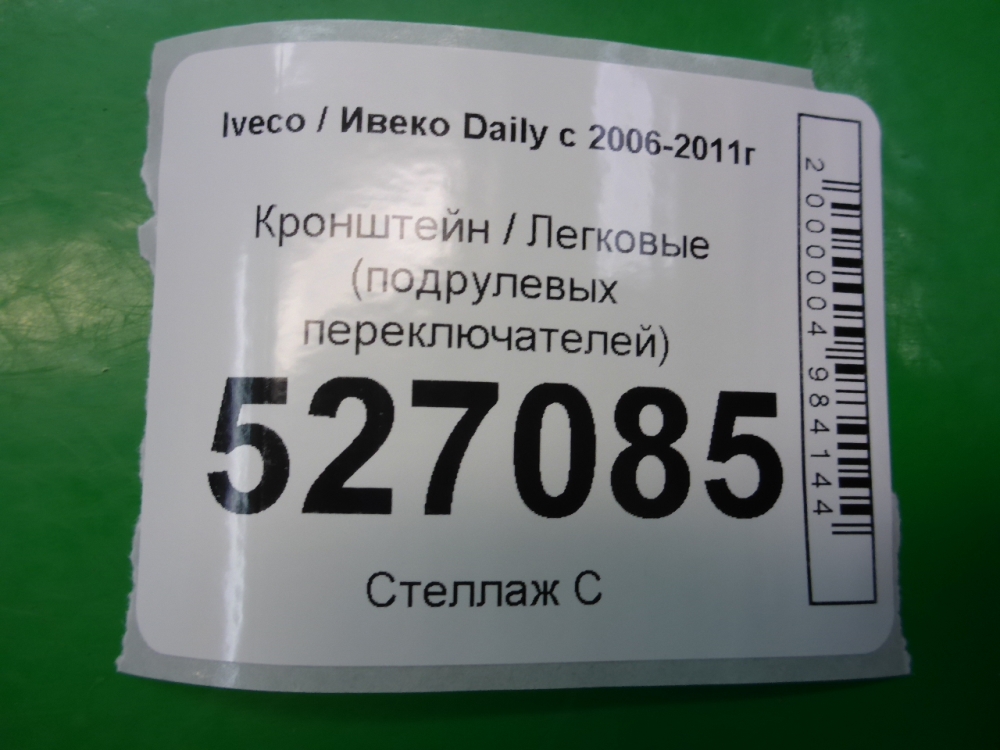 Iveco / Ивеко Daily с 2006-2011г
Кронштейн / Легковые
(подрулевых
переключателей)
527085
Стеллаж С
2000004984144